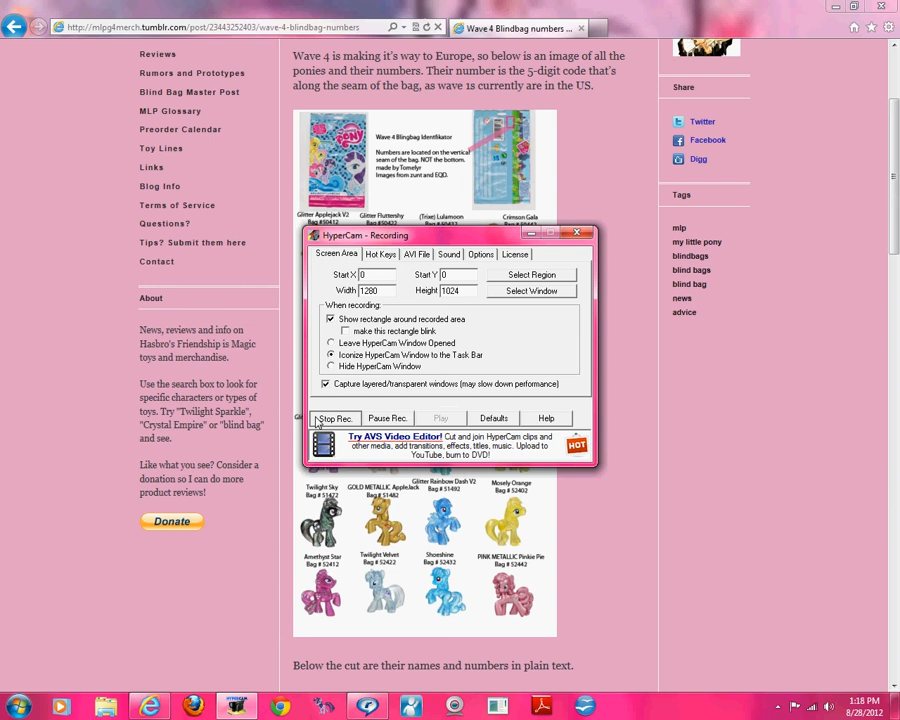 http://mlpg4merch.tumblr.com/post/23443252403/wave-4-blindbag-numbers
Wave 4 Blindbag numbers ...
Reviews
Rumors and Prototypes
Blind Bag Master Post
MLP Glossary
Preorder Calendar
Toy Lines
Links
Blog Info
Terms of Service
Questions?
Tips? Submit them here
Contact
About
News, reviews and info on
Hasbro's Friendship is Magic
toys and merchandise.
Use the search box to look for
specific characters or types of
toys. Try "Twilight Sparkle",
"Crystal Empire" or "blind bag"
and see.
Like what you see? Consider a
donation so I can do more
product reviews!
Donate
Wave 4 is making it's way to Europe, so below is an image of all the
ponies and their numbers. Their number is the 5-digit code that's
along the seam of the bag, as wave 1s currently are in the US.
Wave 4 Blingbag Identfikator
Numbers are located on the vertical
seam of the bag. NOT the bottom.
made by Tomelyr
Images from zunt and EQD.
Glitter Applejack V2 Glitter Fluttershy (Trixe) Lulamoon Crimson Gala
HyperCam - Recording
Screen Area Hot Keys AVI File Sound Options License
Start X 0 Start Y 0 Select Region
Width 1280 Height 1024 Select Window
When recording:
Show rectangle around recorded area
make this rectangle blink
Leave HyperCam Window Opened
Iconize HyperCam Window to the Task Bar
Hide HyperCam Window
Capture layered/transparent windows (may slow down performance)
Stop Rec. Pause Rec. Play Defaults Help
Try AVS Video Editor! Cut and join HyperCam clips and
other media, add transitions, effects, titles, music. Upload to
YouTube, burn to DVD!
HOT
Twilight Sky GOLD METALLIC AppleJack Glitter Rainbow Dash V2 Mosely Orange
Bag # 51472 Bag # 51482 Bag # 51492 Bag # 52402
Amethyst Star Twilight Velvet Shoeshine PINK METALLIC Pinkie Pie
Bag # 52412 Bag # 52422 Bag # 52432 Bag # 52442
Below the cut are their names and numbers in plain text.
Share
Twitter
Facebook
Digg
Tags
mlp
my little pony
blindbags
blind bags
blind bag
news
advice
1:18 PM
8/28/2012